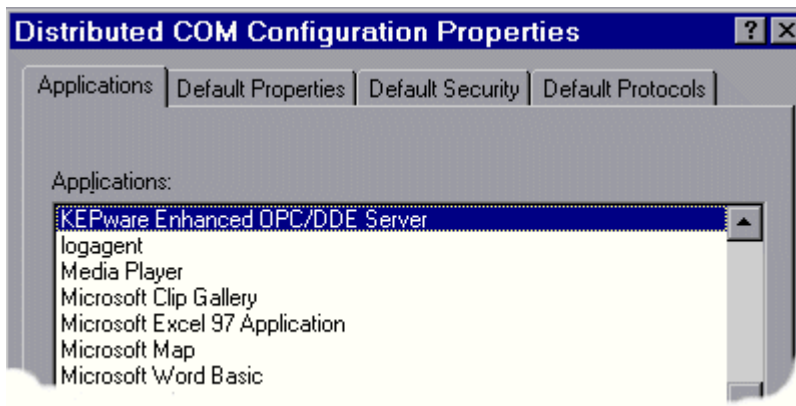 Distributed COM Configuration Properties
Applications Default Properties Default Security Default Protocols
Applications:
KEPware Enhanced OPC/DDE Server
logagent
Media Player
Microsoft Clip Gallery
Microsoft Excel 97 Application
Microsoft Map
Microsoft Word Basic